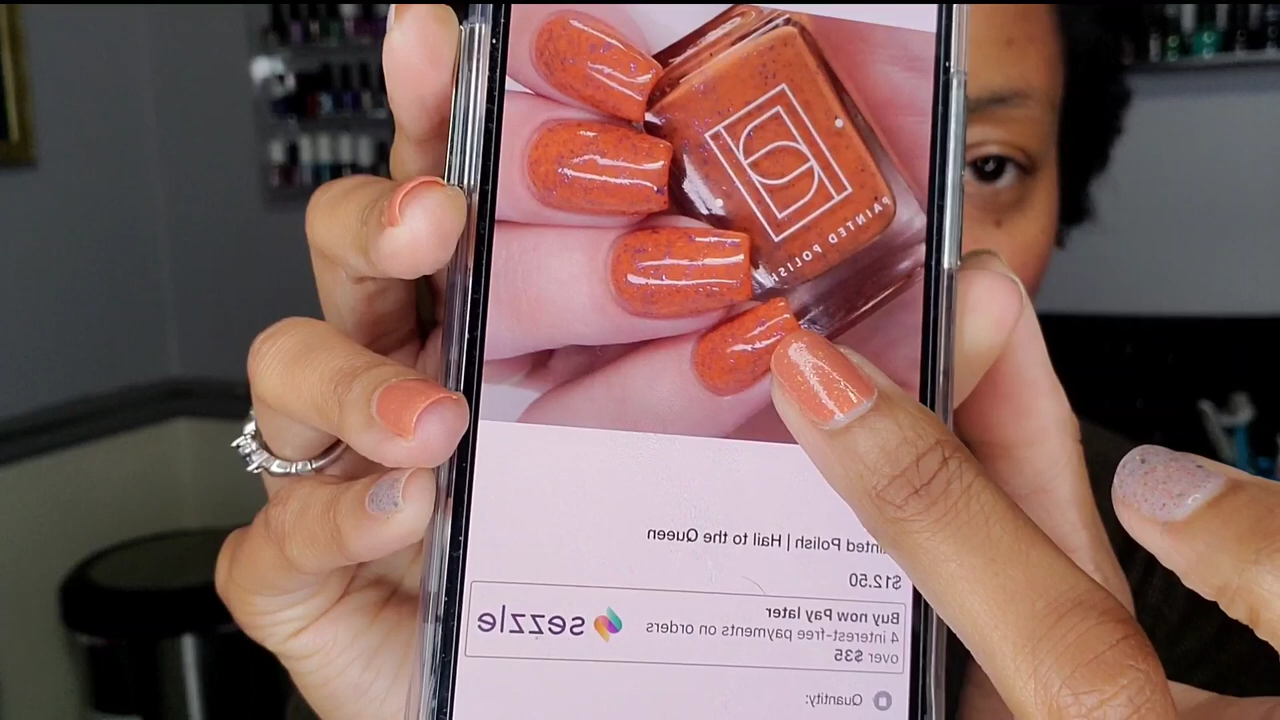 PAINTED POLISH
inted Polish | Hail to the Queen
$12.50
Buy now Pay later
4 interest-free payments on orders
over $35
sezzle
Quantity: